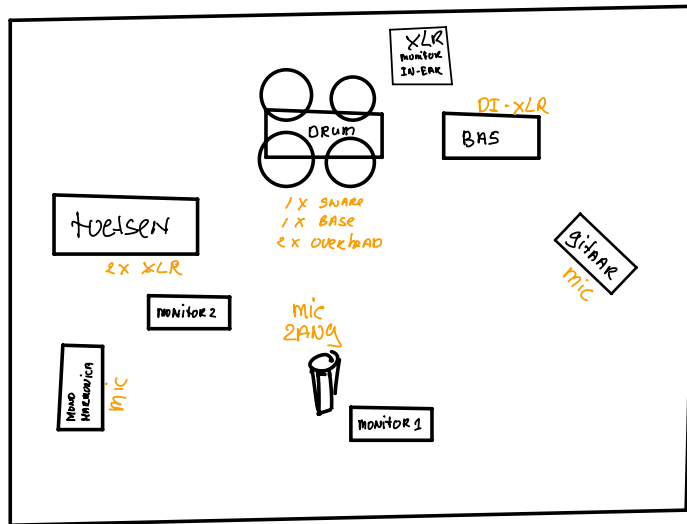 XLR
MONITOR
IN-EAR
DRUM
DI-XLR
BAS
1 X SNARE
1 X BASE
2 X OVERHEAD
toetsen
2X XLR
gitAAR
mic
MONITOR 2
mic
ZANG
MOND
HARMONICA
mic
MONITOR 1